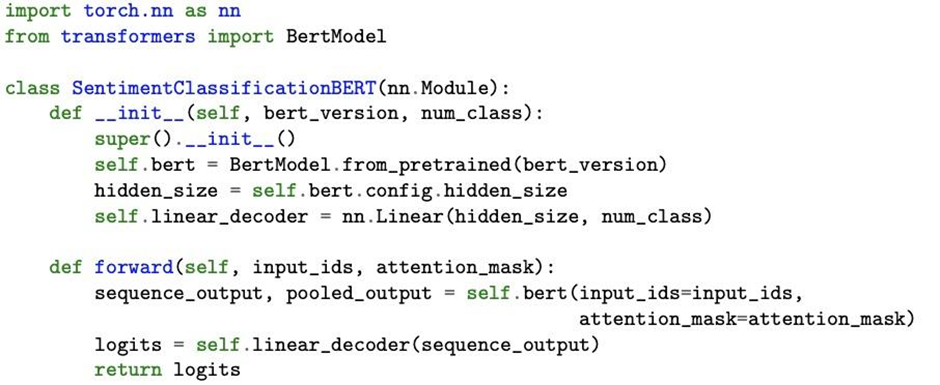 import torch.nn as nn
from transformers import BertModel

class SentimentClassificationBERT(nn.Module):
    def __init__(self, bert_version, num_class):
        super().__init__()
        self.bert = BertModel.from_pretrained(bert_version)
        hidden_size = self.bert.config.hidden_size
        self.linear_decoder = nn.Linear(hidden_size, num_class)

    def forward(self, input_ids, attention_mask):
        sequence_output, pooled_output = self.bert(input_ids=input_ids,
                                                   attention_mask=attention_mask)
        logits = self.linear_decoder(sequence_output)
        return logits